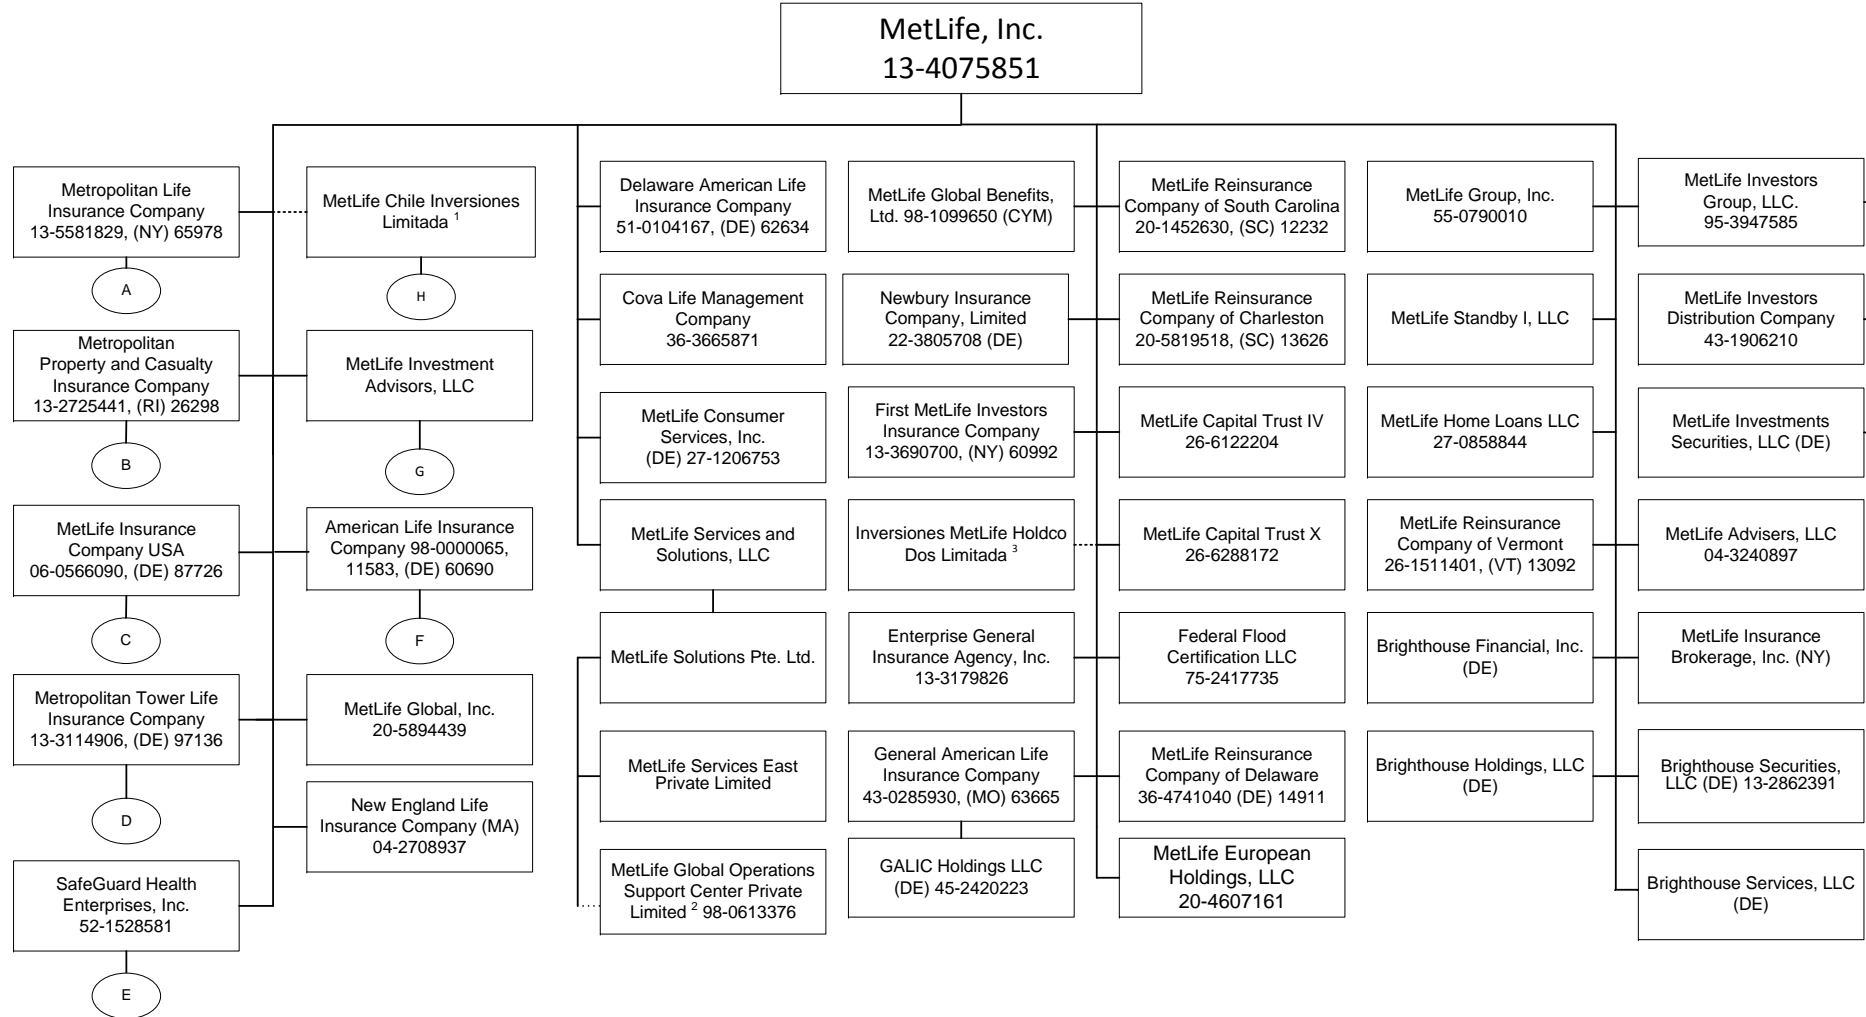 MetLife, Inc.
13-4075851
Metropolitan Life
Insurance Company
13-5581829, (NY) 65978
A
Metropolitan
Property and Casualty
Insurance Company
13-2725441, (RI) 26298
B
MetLife Insurance
Company USA
06-0566090, (DE) 87726
C
Metropolitan Tower Life
Insurance Company
13-3114906, (DE) 97136
D
SafeGuard Health
Enterprises, Inc.
52-1528581
E
MetLife Chile Inversiones
Limitada 1
H
MetLife Investment
Advisors, LLC
G
American Life Insurance
Company 98-0000065,
11583, (DE) 60690
F
MetLife Global, Inc.
20-5894439
New England Life
Insurance Company (MA)
04-2708937
Delaware American Life
Insurance Company
51-0104167, (DE) 62634
Cova Life Management
Company
36-3665871
MetLife Consumer
Services, Inc.
(DE) 27-1206753
MetLife Services and
Solutions, LLC
MetLife Solutions Pte. Ltd.
MetLife Services East
Private Limited
MetLife Global Operations
Support Center Private
Limited 2 98-0613376
MetLife Global Benefits,
Ltd. 98-1099650 (CYM)
Newbury Insurance
Company, Limited
22-3805708 (DE)
First MetLife Investors
Insurance Company
13-3690700, (NY) 60992
Inversiones MetLife Holdco
Dos Limitada 3
Enterprise General
Insurance Agency, Inc.
13-3179826
General American Life
Insurance Company
43-0285930, (MO) 63665
GALIC Holdings LLC
(DE) 45-2420223
MetLife Reinsurance
Company of South Carolina
20-1452630, (SC) 12232
MetLife Reinsurance
Company of Charleston
20-5819518, (SC) 13626
MetLife Capital Trust IV
26-6122204
MetLife Capital Trust X
26-6288172
Federal Flood
Certification LLC
75-2417735
MetLife Reinsurance
Company of Delaware
36-4741040 (DE) 14911
MetLife European
Holdings, LLC
20-4607161
MetLife Group, Inc.
55-0790010
MetLife Standby I, LLC
MetLife Home Loans LLC
27-0858844
MetLife Reinsurance
Company of Vermont
26-1511401, (VT) 13092
Brighthouse Financial, Inc.
(DE)
Brighthouse Holdings, LLC
(DE)
MetLife Investors
Group, LLC.
95-3947585
MetLife Investors
Distribution Company
43-1906210
MetLife Investments
Securities, LLC (DE)
MetLife Advisers, LLC
04-3240897
MetLife Insurance
Brokerage, Inc. (NY)
Brighthouse Securities,
LLC (DE) 13-2862391
Brighthouse Services, LLC
(DE)